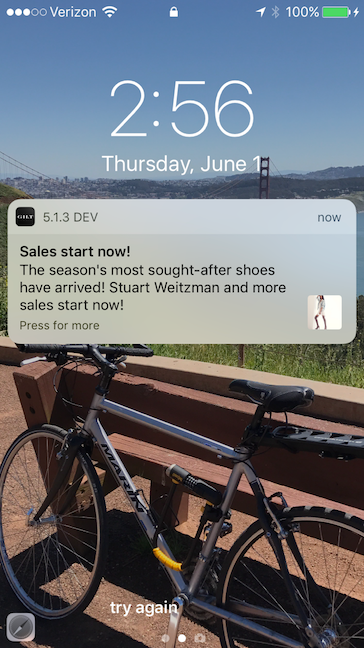 Verizon 100%
2:56
Thursday, June 1
GILT 5.1.3 DEV now
Sales start now!
The season's most sought-after shoes
have arrived! Stuart Weitzman and more
sales start now!
Press for more
MARIN
try again